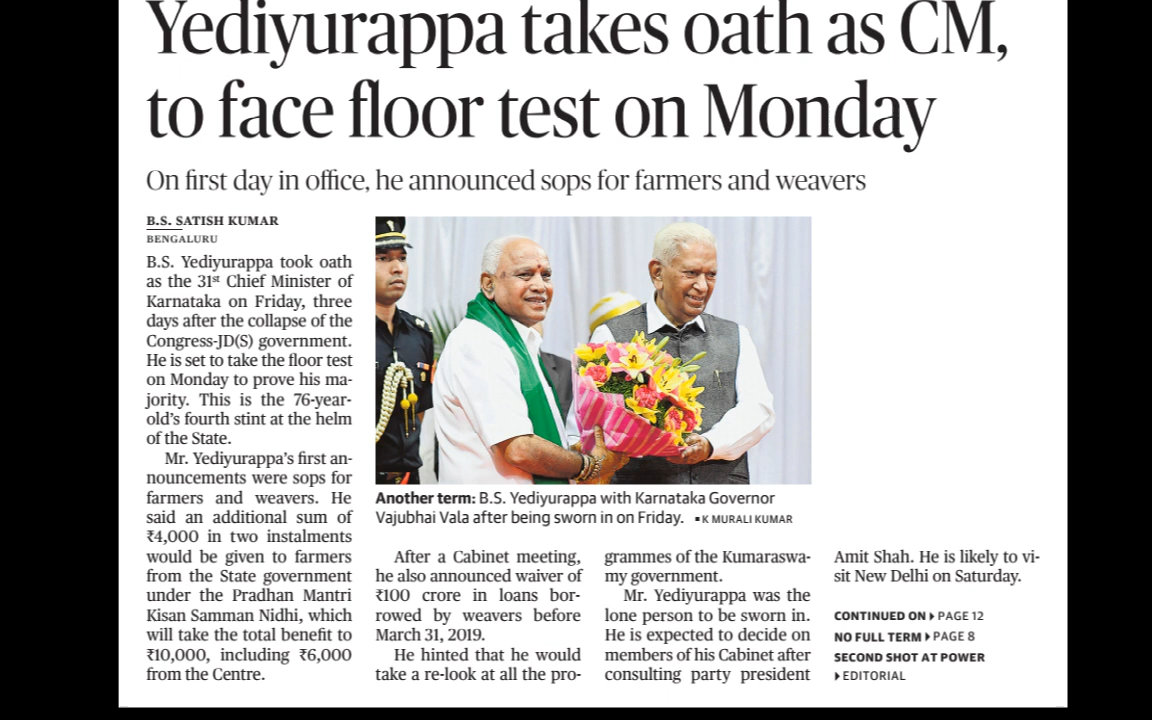 Yediyurappa takes oath as CM,
to face floor test on Monday
On first day in office, he announced sops for farmers and weavers
B.S. SATISH KUMAR
BENGALURU
B.S. Yediyurappa took oath
as the 31st Chief Minister of
Karnataka on Friday, three
days after the collapse of the
Congress-JD(S) government.
He is set to take the floor test
on Monday to prove his ma-
jority. This is the 76-year-
old's fourth stint at the helm
of the State.
Mr. Yediyurappa's first an-
nouncements were sops for
farmers and weavers. He
said an additional sum of
₹4,000 in two instalments
would be given to farmers
from the State government
under the Pradhan Mantri
Kisan Samman Nidhi, which
will take the total benefit to
₹10,000, including ₹6,000
from the Centre.
Another term: B.S. Yediyurappa with Karnataka Governor
Vajubhai Vala after being sworn in on Friday. ▪ K MURALI KUMAR
After a Cabinet meeting,
he also announced waiver of
₹100 crore in loans bor-
rowed by weavers before
March 31, 2019.
He hinted that he would
take a re-look at all the pro-
grammes of the Kumaraswa-
my government.
Mr. Yediyurappa was the
lone person to be sworn in.
He is expected to decide on
members of his Cabinet after
consulting party president
Amit Shah. He is likely to vi-
sit New Delhi on Saturday.
CONTINUED ON ▸ PAGE 12
NO FULL TERM ▸ PAGE 8
SECOND SHOT AT POWER
▸ EDITORIAL